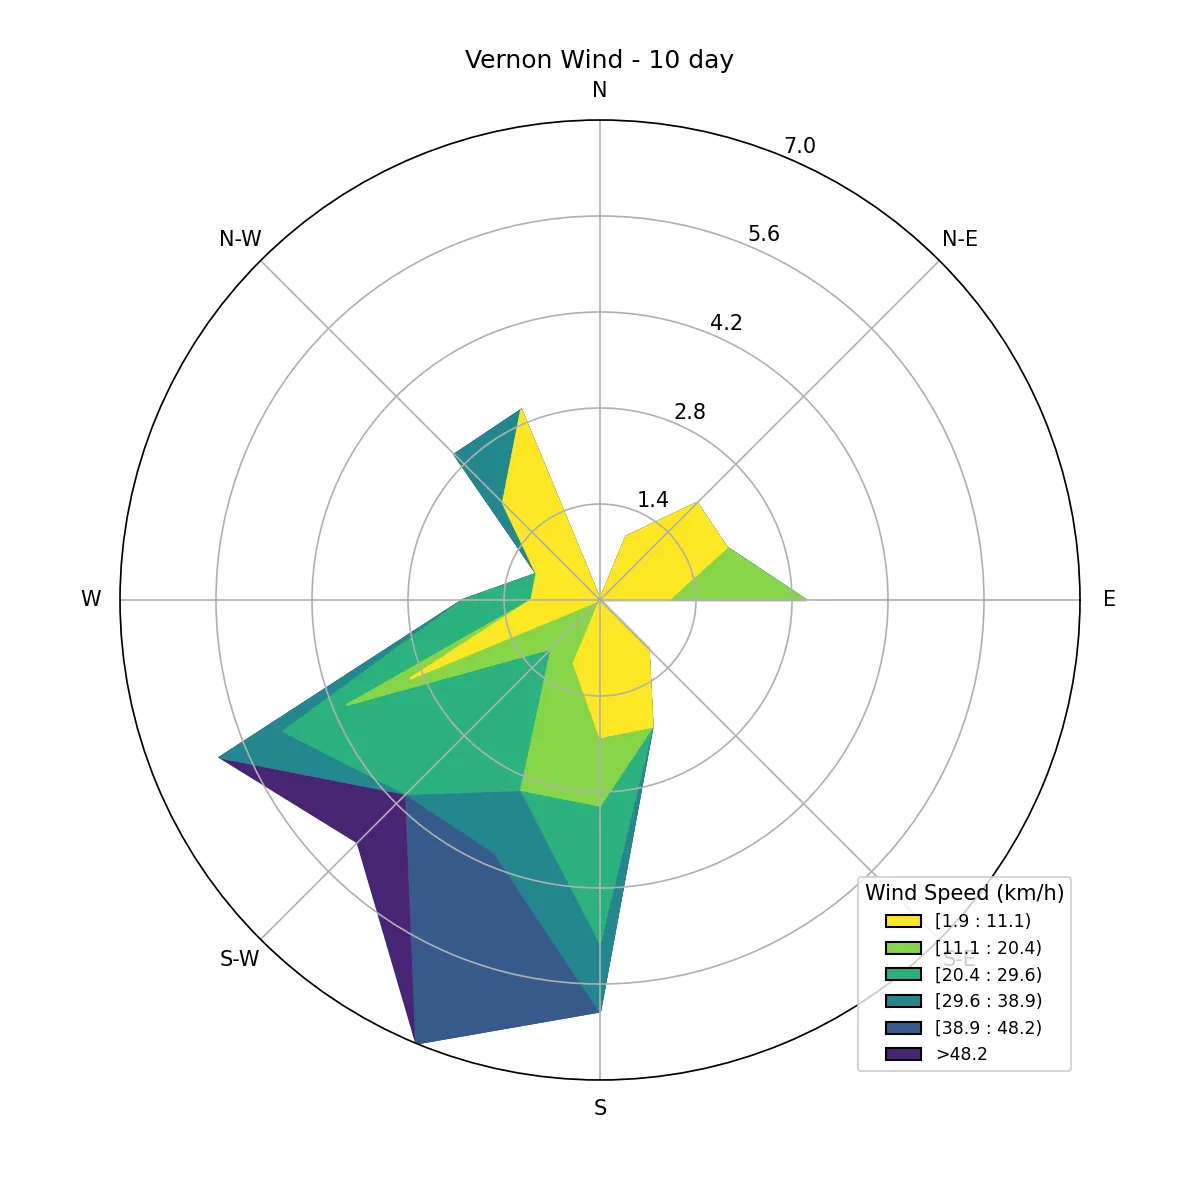 Vernon Wind - 10 day
N
7.0
N-W
5.6
N-E
4.2
2.8
1.4
W
E
S-W
S-E
S
Wind Speed (km/h)
[1.9 : 11.1)
[11.1 : 20.4)
[20.4 : 29.6)
[29.6 : 38.9)
[38.9 : 48.2)
>48.2